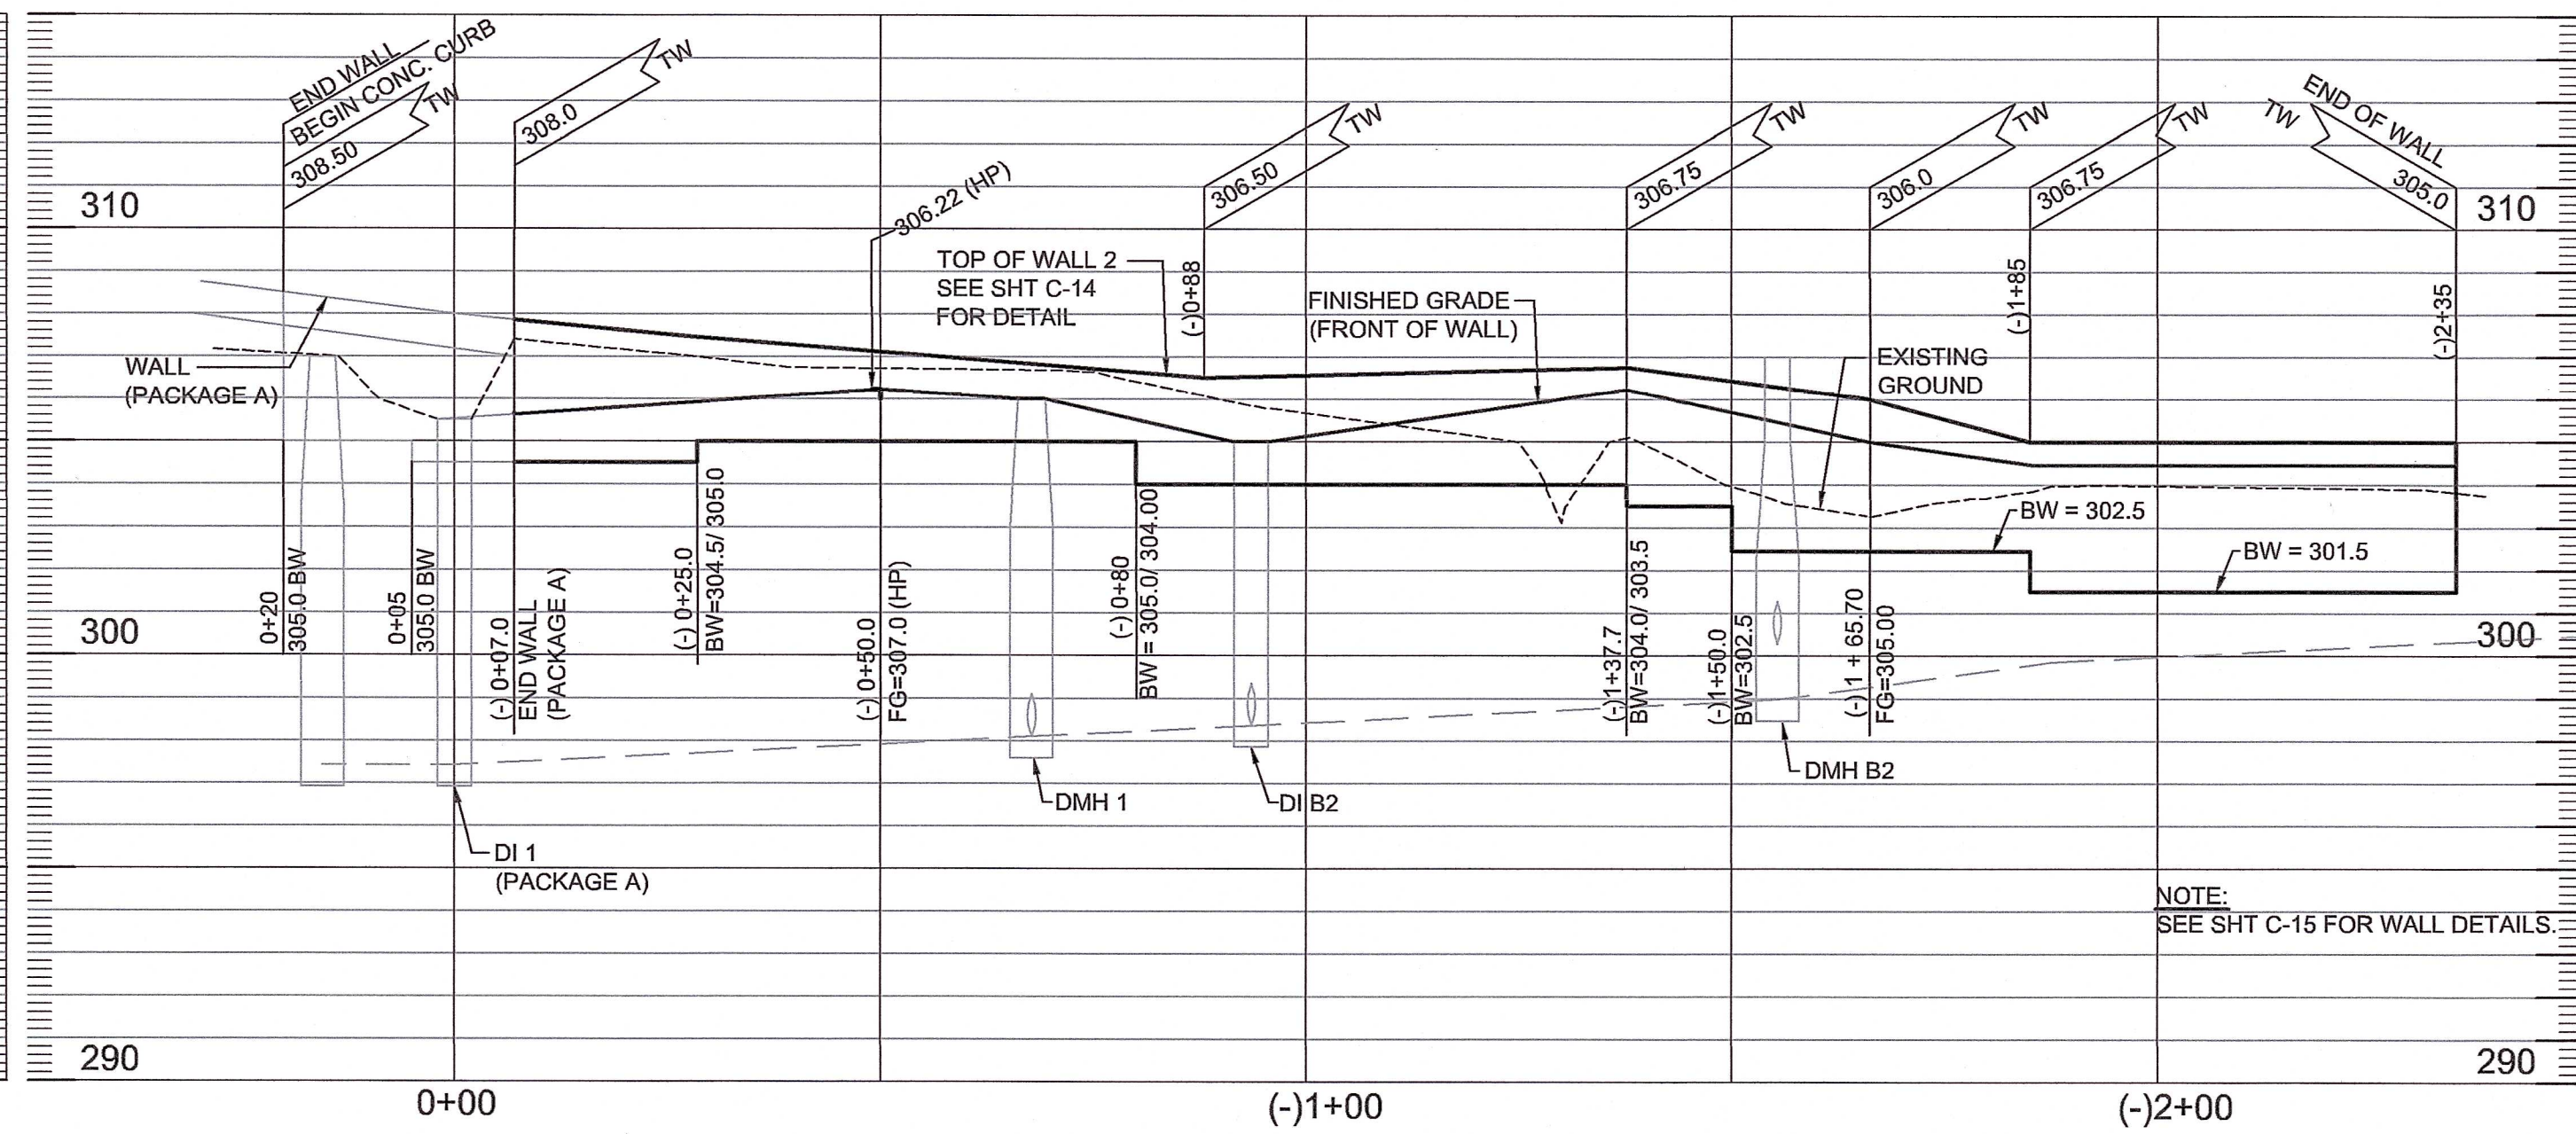 END WALL
BEGIN CONC. CURB
308.50
TW
308.0
TW
306.22 (HP)
306.50
TW
306.75
TW
306.0
TW
306.75
TW
TW
END OF WALL
305.0
310
310
TOP OF WALL 2
SEE SHT C-14
FOR DETAIL
(-)0+88
FINISHED GRADE
(FRONT OF WALL)
(-)1+85
(-)2+35
WALL
(PACKAGE A)
EXISTING
GROUND
BW = 302.5
BW = 301.5
0+20
305.0 BW
0+05
305.0 BW
(-) 0+07.0
END WALL
(PACKAGE A)
(-) 0+25.0
BW=304.5/ 305.0
(-) 0+50.0
FG=307.0 (HP)
(-) 0+80
BW = 305.0/ 304.00
(-)1+37.7
BW=304.0/ 303.5
(-)1+50.0
BW=302.5
(-) 1 + 65.70
FG=305.00
300
300
DMH 1
DI B2
DMH B2
DI 1
(PACKAGE A)
NOTE:
SEE SHT C-15 FOR WALL DETAILS.
290
290
0+00
(-)1+00
(-)2+00